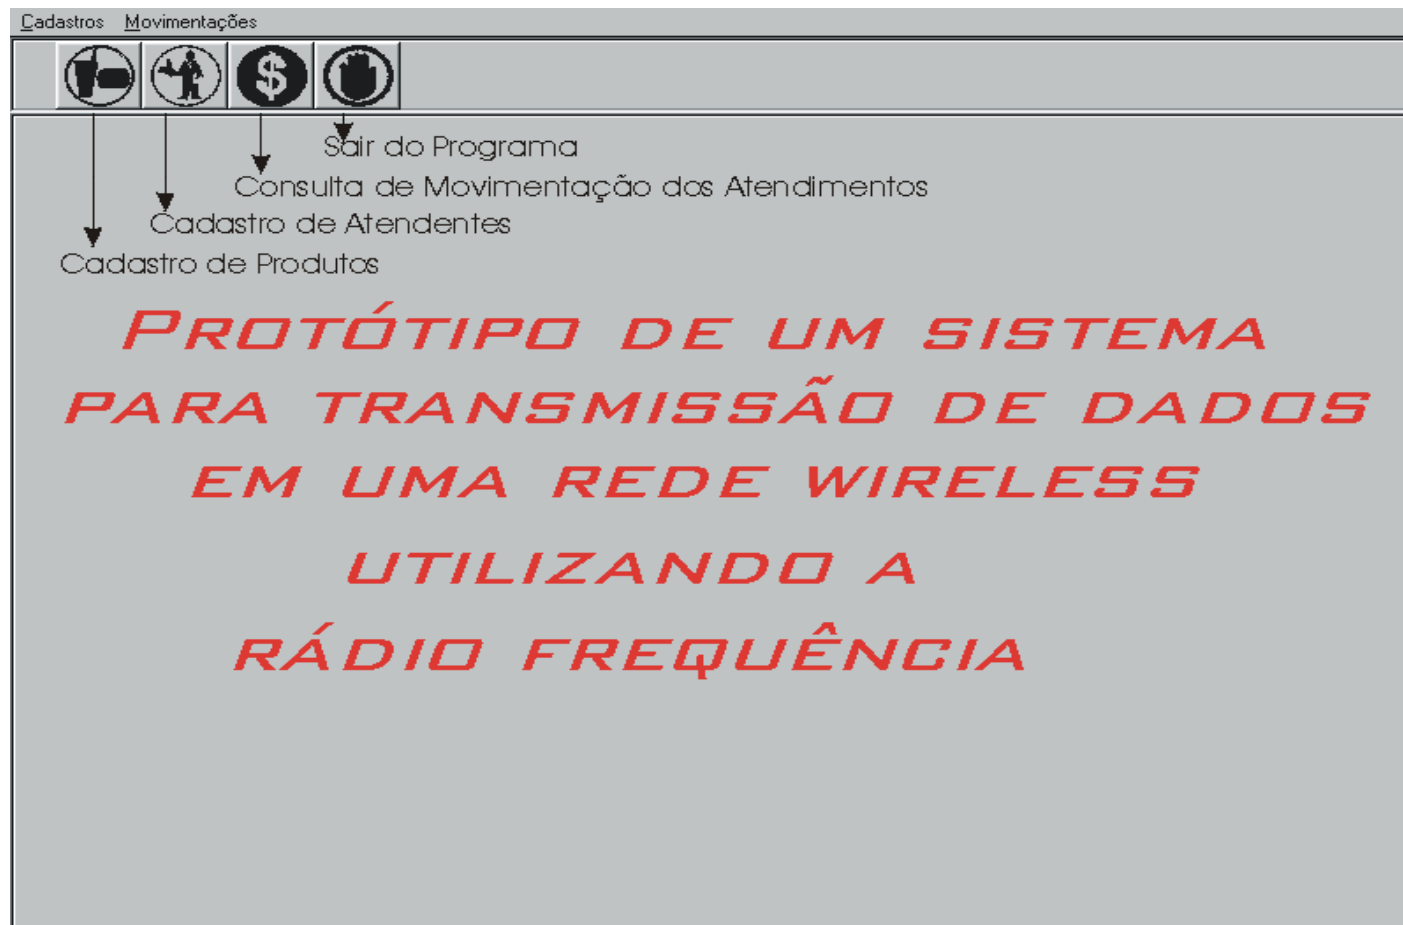 Cadastros Movimentações
$
Sair do Programa
Consulta de Movimentação dos Atendimentos
Cadastro de Atendentes
Cadastro de Produtos
PROTÓTIPO DE UM SISTEMA
PARA TRANSMISSÃO DE DADOS
EM UMA REDE WIRELESS
UTILIZANDO A
RÁDIO FREQUÊNCIA